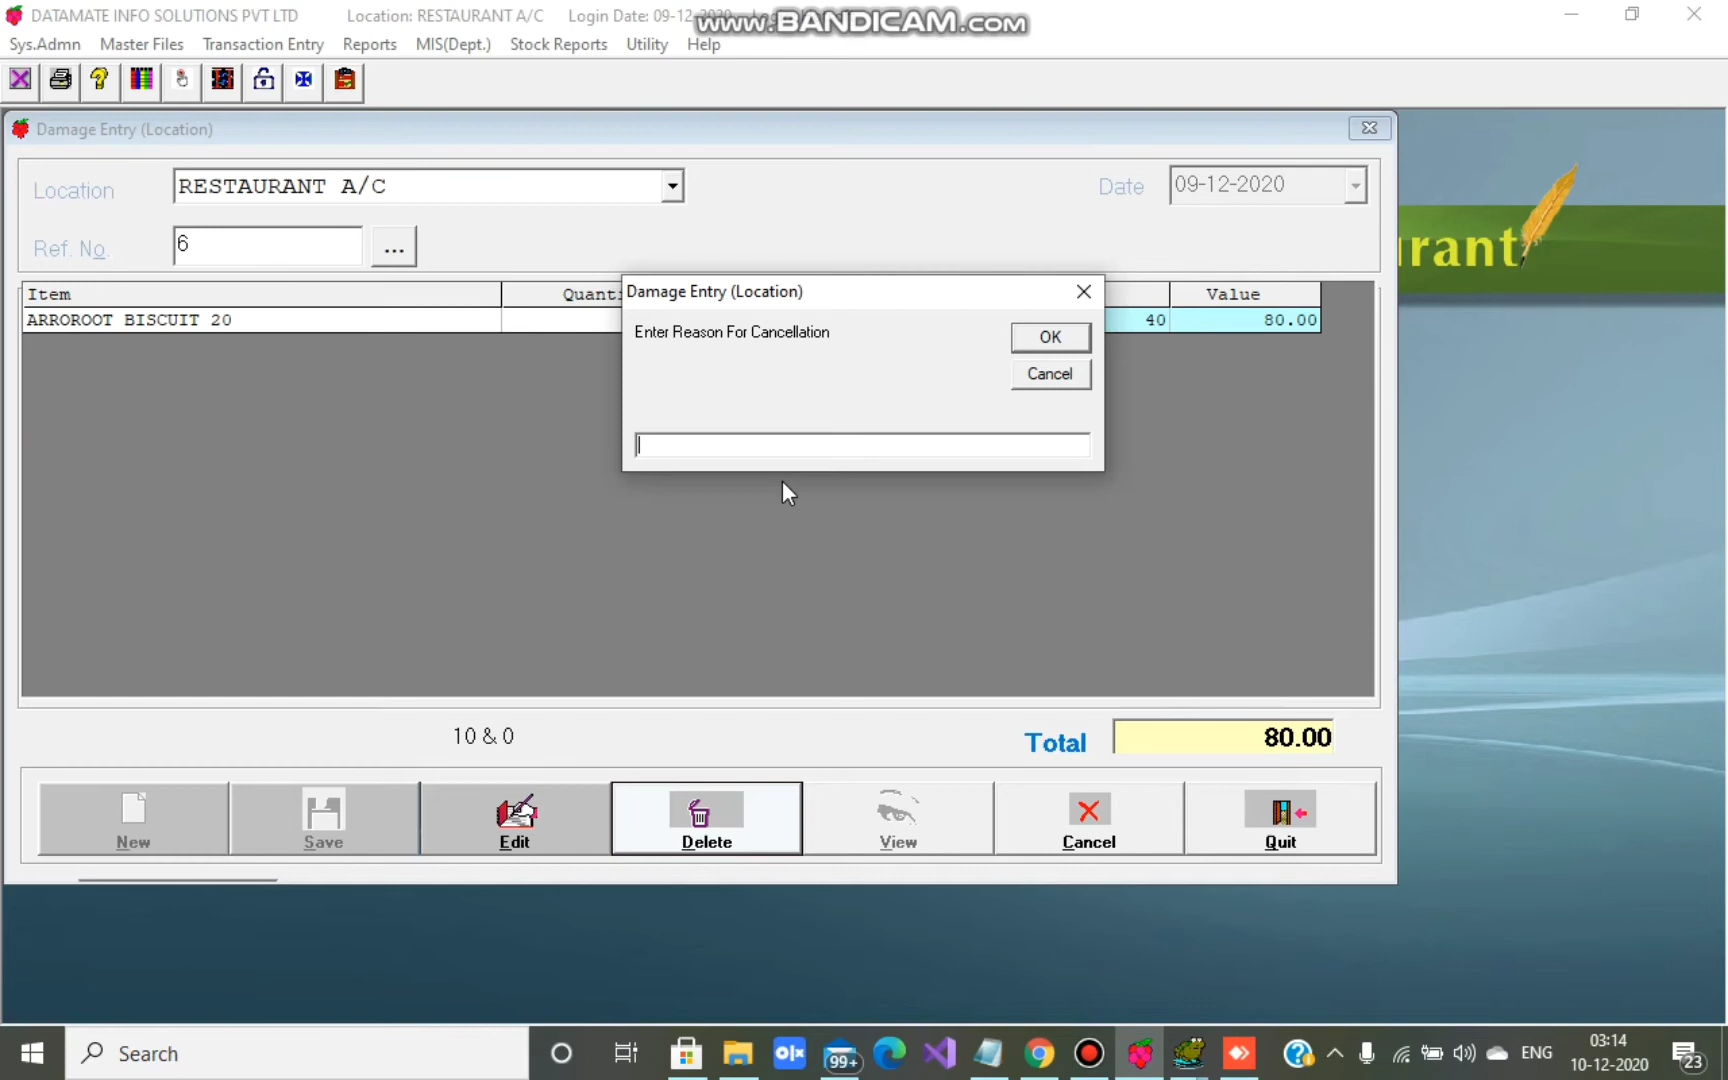 DATAMATE INFO SOLUTIONS PVT LTD Location: RESTAURANT A/C Login Date: 09-12-2020
www.BANDICAM.com
Sys.Admn Master Files Transaction Entry Reports MIS(Dept.) Stock Reports Utility Help
Damage Entry (Location)
Location RESTAURANT A/C Date 09-12-2020
Ref. No. 6 ...
urant
Damage Entry (Location)
Enter Reason For Cancellation
OK
Cancel
Item Quanti Value
ARROROOT BISCUIT 20 40 80.00
10 & 0 Total 80.00
New Save Edit Delete View Cancel Quit
Search 99+ ENG 03:14
10-12-2020 23